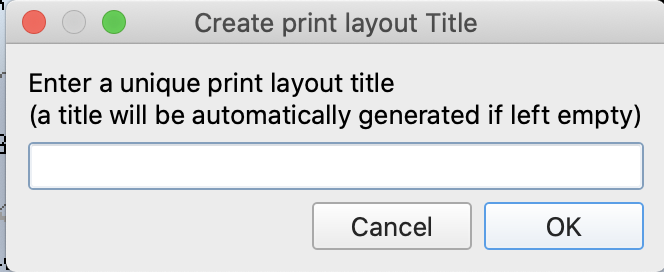 Create print layout Title
Enter a unique print layout title
(a title will be automatically generated if left empty)
Cancel
OK